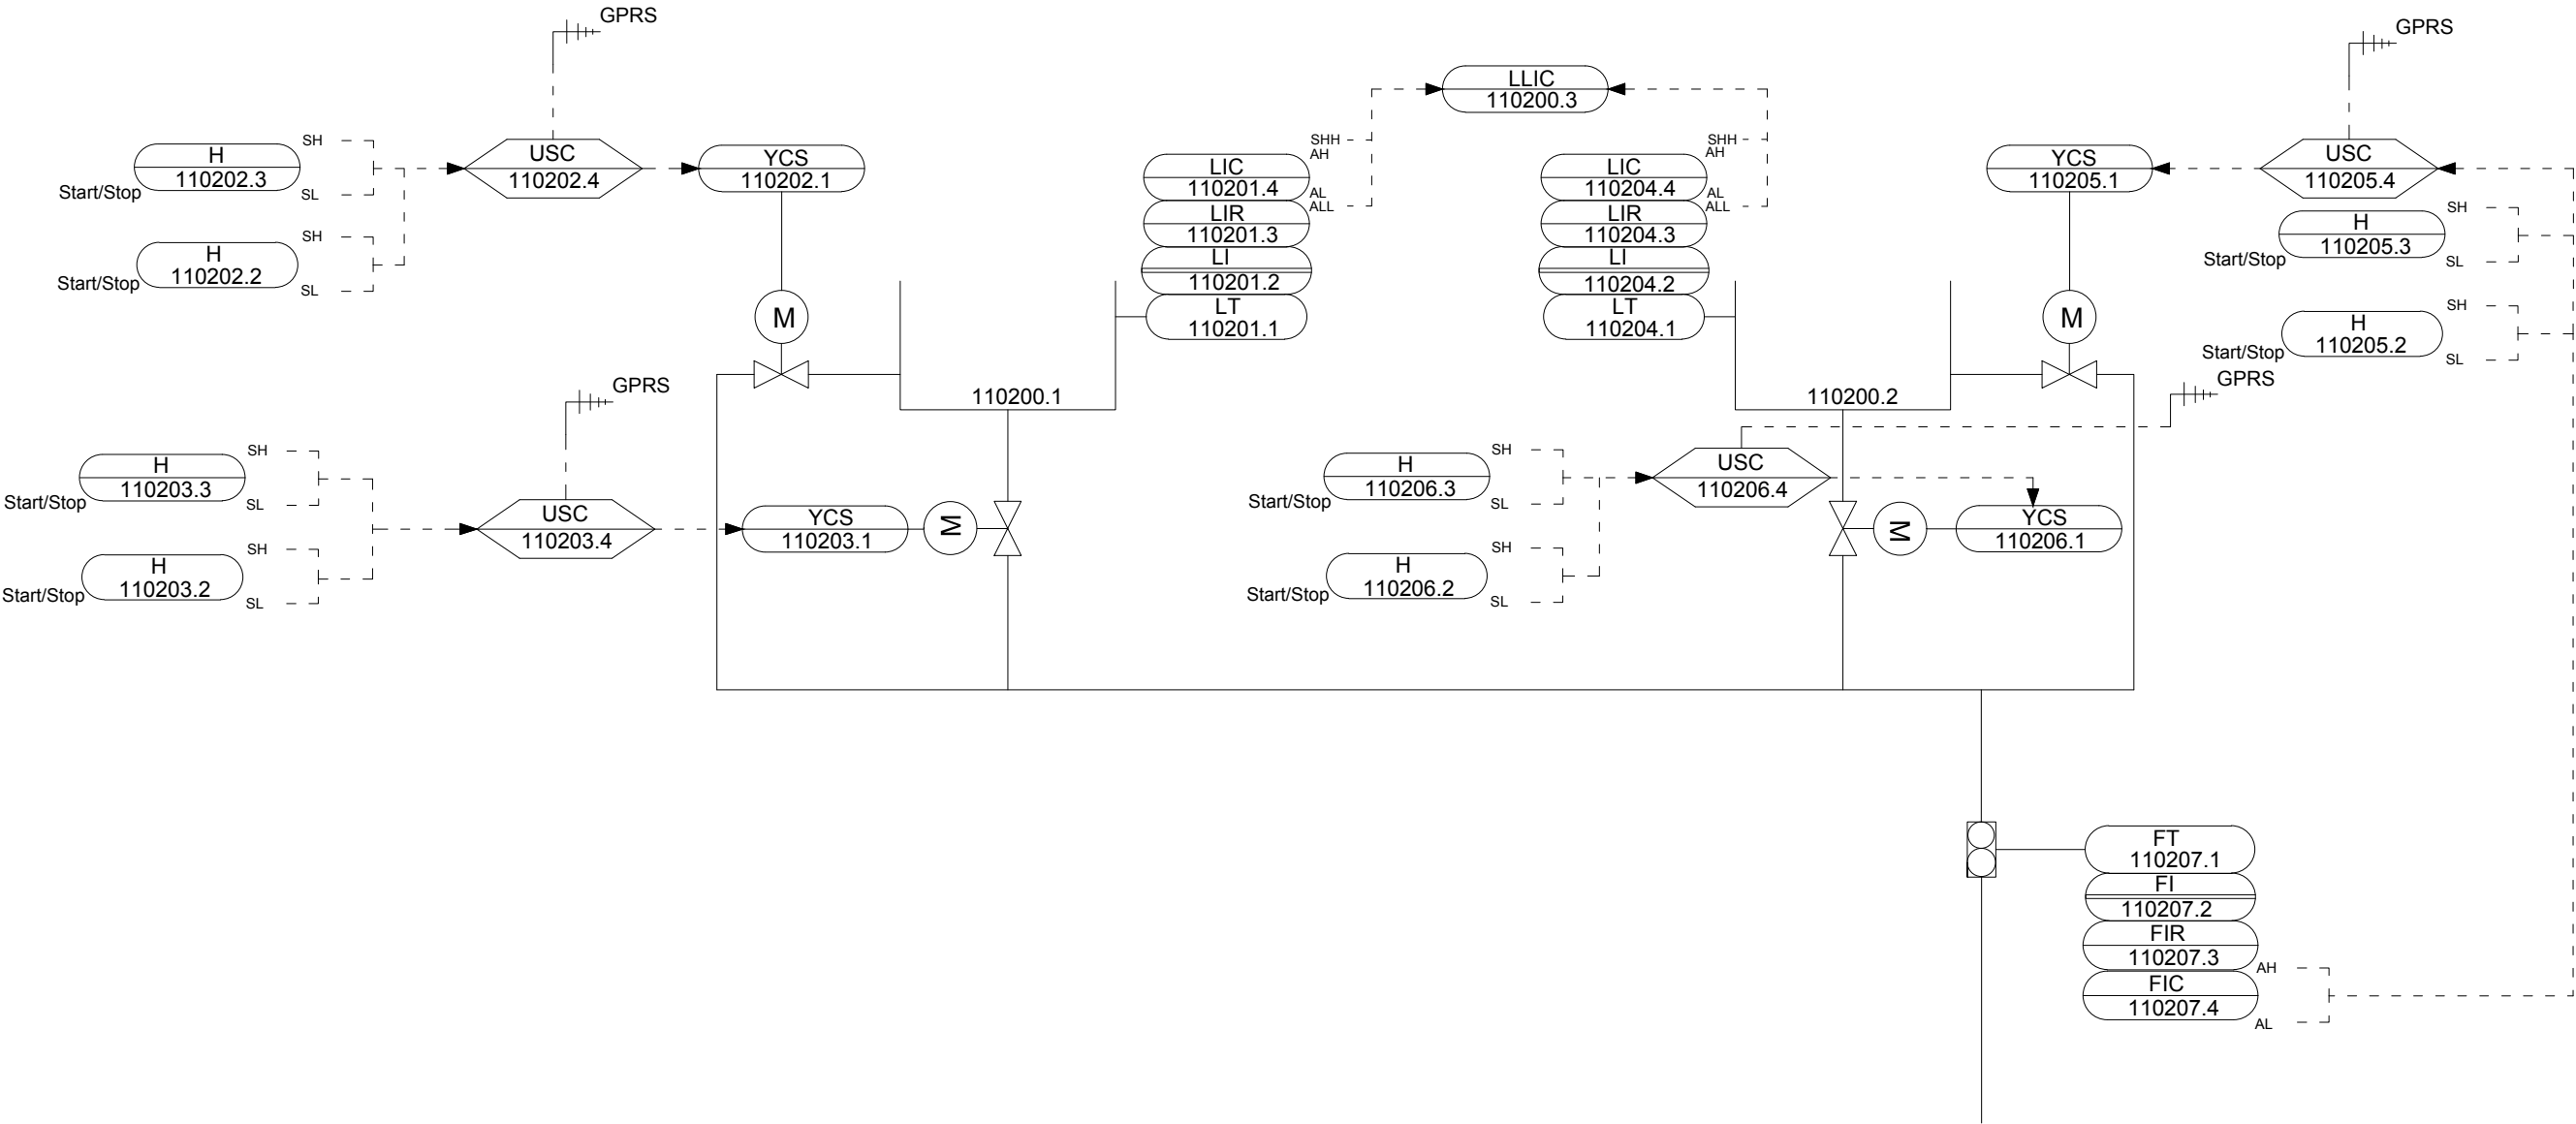 GPRS
GPRS
LLIC
110200.3
SH
H
110202.3
Start/Stop
SL
USC
110202.4
YCS
110202.1
SH
H
110202.2
Start/Stop
SL
SHH
AH
LIC
110201.4
AL
ALL
LIR
110201.3
LI
110201.2
LT
110201.1
SHH
AH
LIC
110204.4
AL
ALL
LIR
110204.3
LI
110204.2
LT
110204.1
YCS
110205.1
USC
110205.4
SH
H
110205.3
Start/Stop
SL
SH
H
110205.2
Start/Stop
SL
M
M
GPRS
GPRS
110200.1
110200.2
SH
H
110203.3
Start/Stop
SL
SH
H
110203.2
Start/Stop
SL
USC
110203.4
YCS
110203.1
M
SH
H
110206.3
Start/Stop
SL
SH
H
110206.2
Start/Stop
SL
USC
110206.4
M
YCS
110206.1
FT
110207.1
FI
110207.2
FIR
110207.3
AH
FIC
110207.4
AL